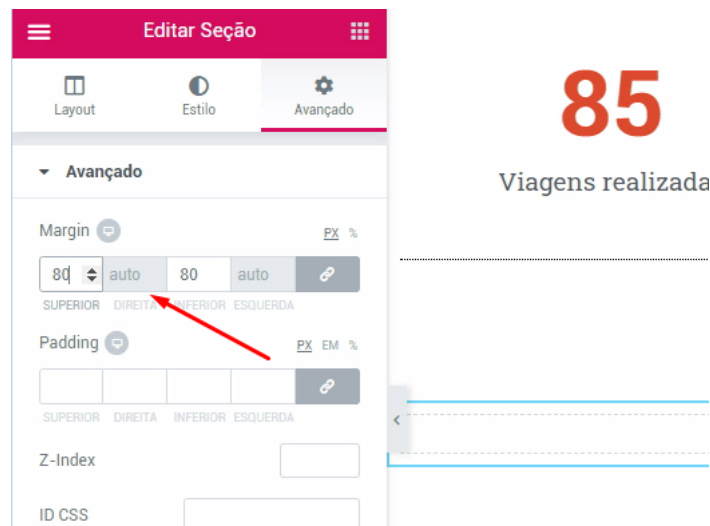 Editar Seção
Layout Estilo Avançado
Avançado
Margin PX %
80 auto 80 auto
SUPERIOR DIREITA INFERIOR ESQUERDA
Padding PX EM %
SUPERIOR DIREITA INFERIOR ESQUERDA
Z-Index
ID CSS
85
Viagens realizada